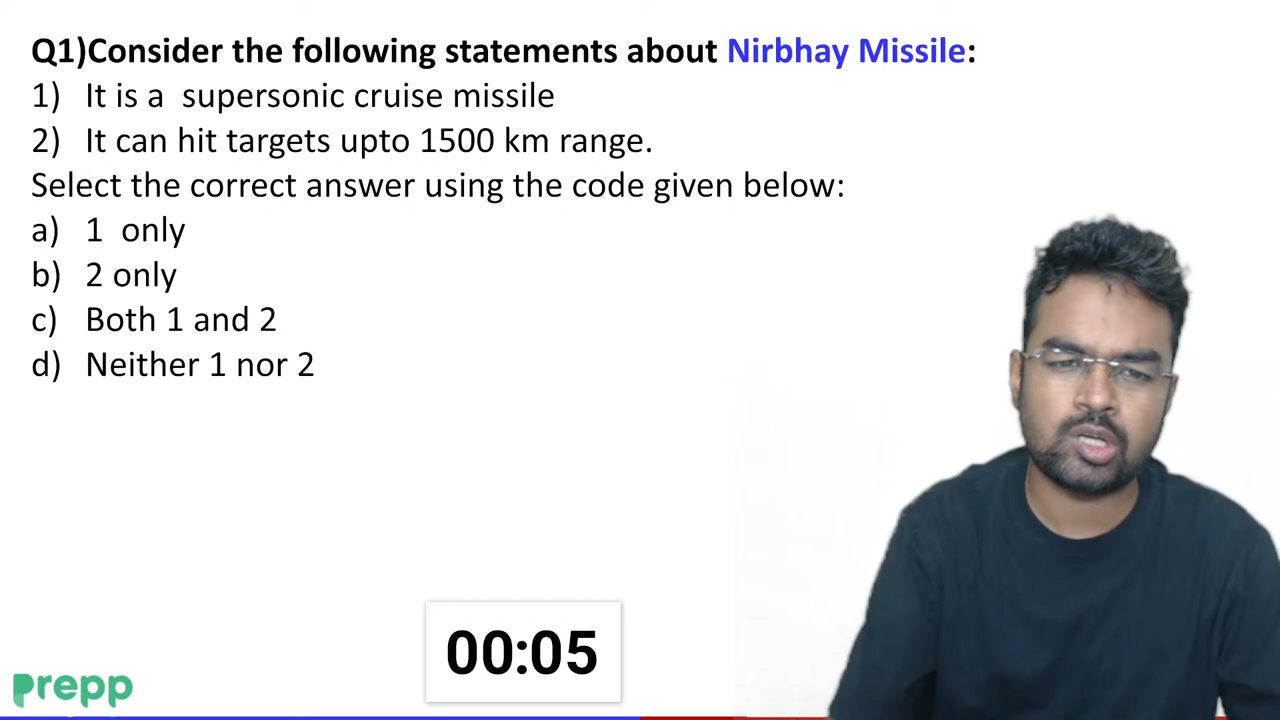 Q1)Consider the following statements about Nirbhay Missile:
1) It is a supersonic cruise missile
2) It can hit targets upto 1500 km range.
Select the correct answer using the code given below:
a) 1 only
b) 2 only
c) Both 1 and 2
d) Neither 1 nor 2
00:05
prepp